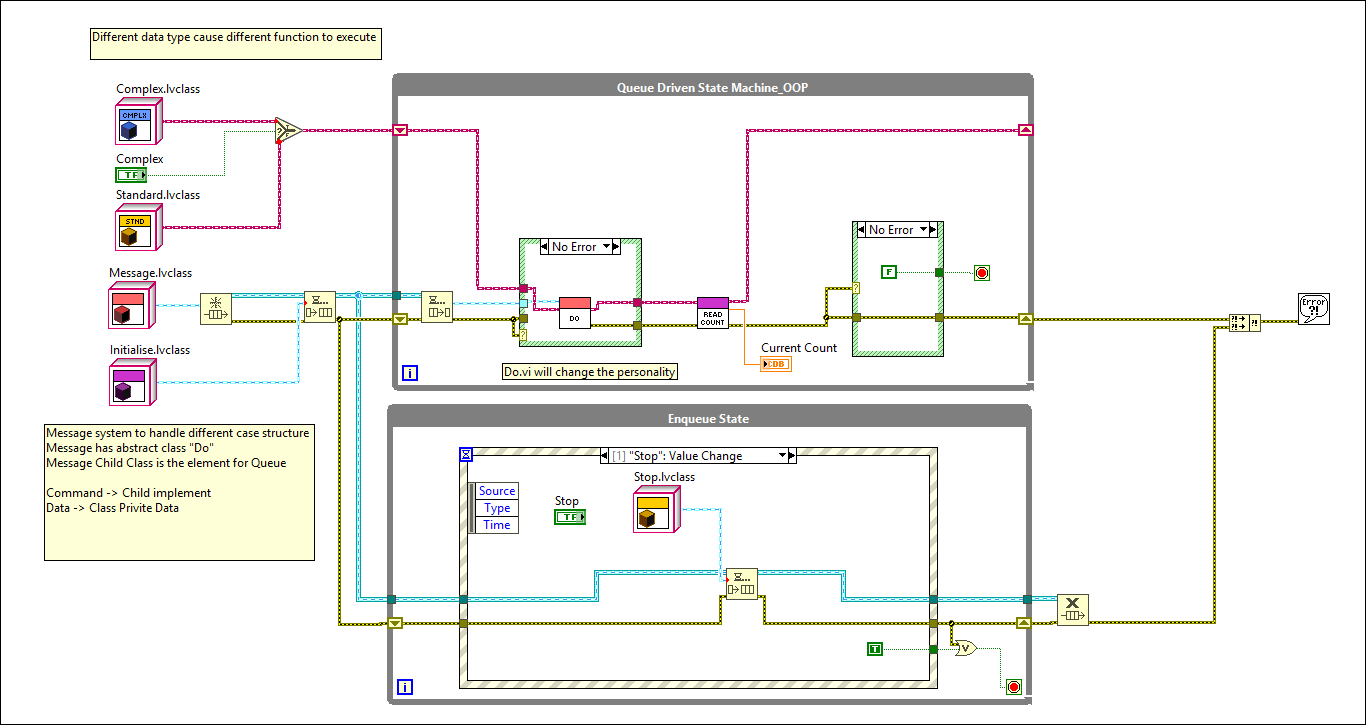 Different data type cause different function to execute
Complex.lvclass
CMPLX
Complex
TF
Standard.lvclass
STND
Message.lvclass
Initialise.lvclass
Message system to handle different case structure
Message has abstract class "Do"
Message Child Class is the element for Queue
Command -> Child implement
Data -> Class Privite Data
? T F
Queue Driven State Machine_OOP
No Error
?
DO
READ COUNT
Current Count
DBL
Do.vi will change the personality
i
No Error
?
F
Enqueue State
[1] "Stop": Value Change
Source
Type
Time
Stop
TF
Stop.lvclass
T
V
i
X
?!
?!
?!
Error
?!